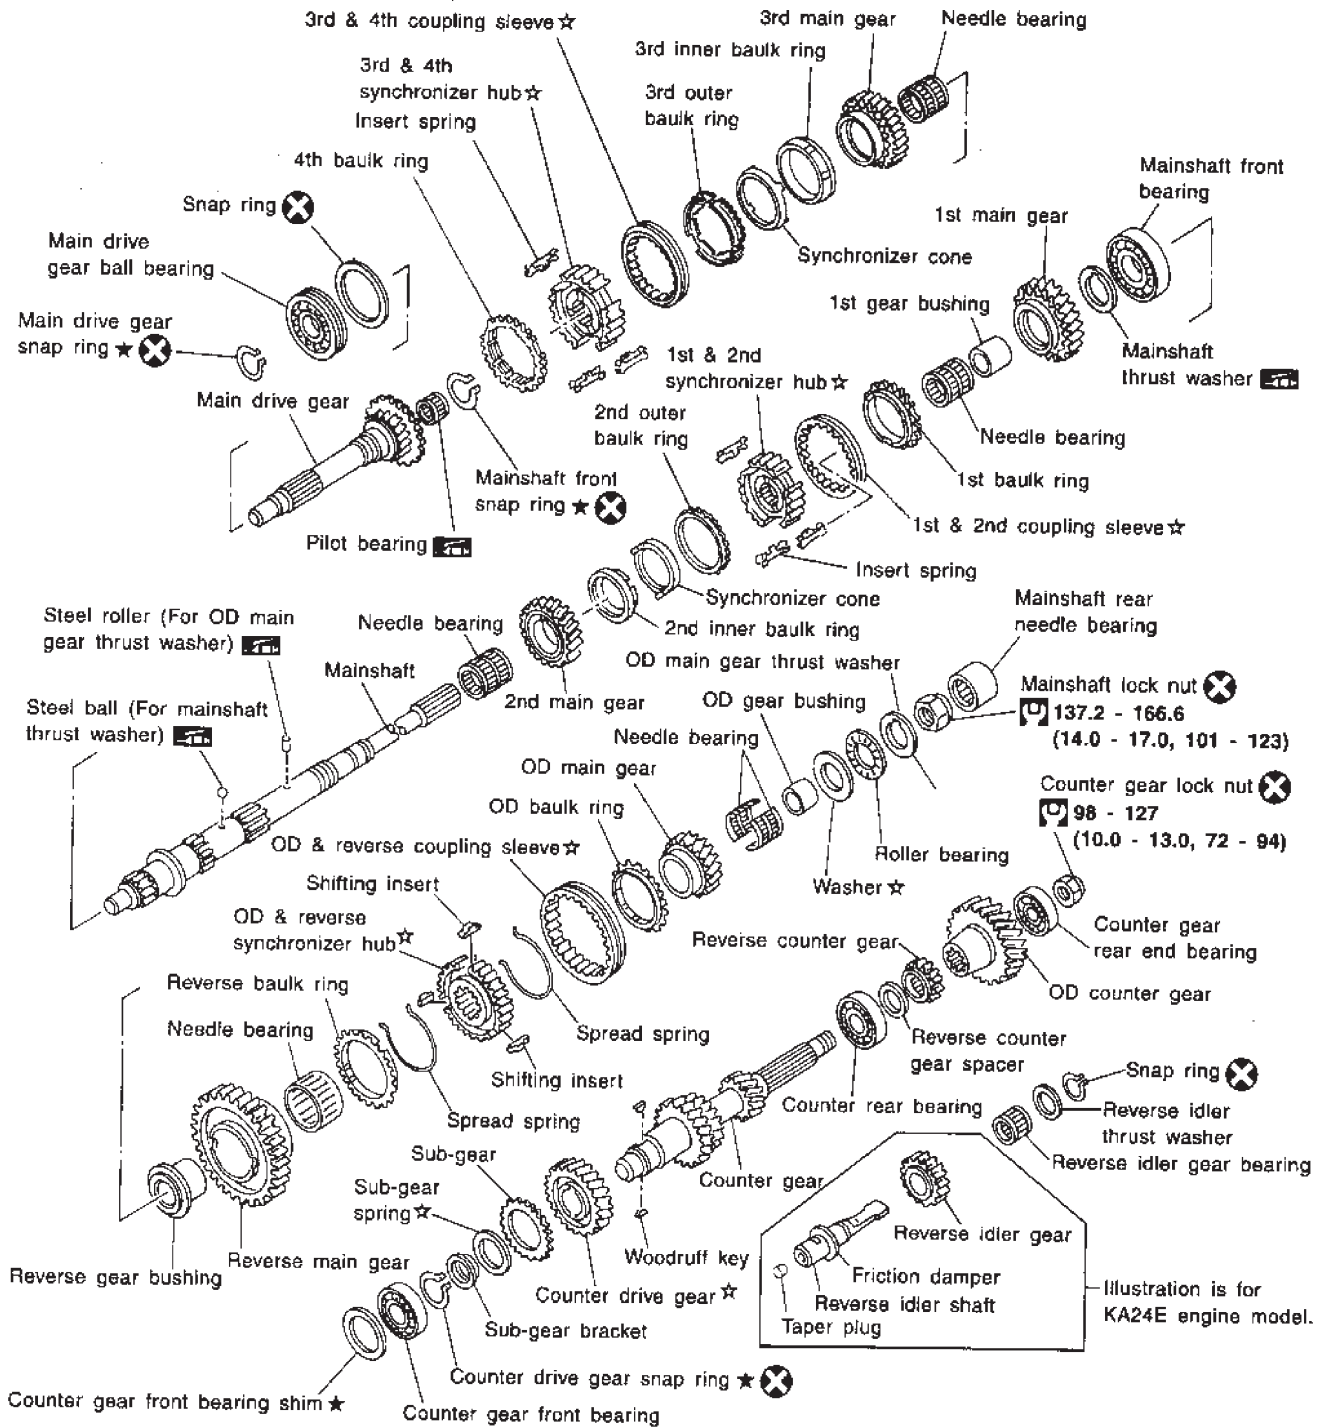 3rd & 4th coupling sleeve☆
3rd main gear
Needle bearing
3rd inner baulk ring
3rd & 4th
synchronizer hub☆
3rd outer
baulk ring
Insert spring
4th baulk ring
Mainshaft front
bearing
Snap ring
1st main gear
Main drive
gear ball bearing
Synchronizer cone
1st gear bushing
Main drive gear
snap ring ★
1st & 2nd
synchronizer hub☆
Mainshaft
thrust washer
Main drive gear
2nd outer
baulk ring
Needle bearing
Mainshaft front
snap ring ★
1st baulk ring
1st & 2nd coupling sleeve☆
Pilot bearing
Insert spring
Synchronizer cone
Mainshaft rear
needle bearing
Steel roller (For OD main
gear thrust washer)
Needle bearing
2nd inner baulk ring
OD main gear thrust washer
Mainshaft
Mainshaft lock nut
137.2 - 166.6
(14.0 - 17.0, 101 - 123)
2nd main gear
OD gear bushing
Steel ball (For mainshaft
thrust washer)
Needle bearing
OD main gear
Counter gear lock nut
98 - 127
(10.0 - 13.0, 72 - 94)
OD baulk ring
OD & reverse coupling sleeve☆
Roller bearing
Washer☆
Shifting insert
OD & reverse
synchronizer hub☆
Reverse counter gear
Counter gear
rear end bearing
Reverse baulk ring
OD counter gear
Needle bearing
Spread spring
Reverse counter
gear spacer
Shifting insert
Snap ring
Counter rear bearing
Reverse idler
thrust washer
Spread spring
Sub-gear
Reverse idler gear bearing
Sub-gear
spring☆
Counter gear
Reverse idler gear
Woodruff key
Reverse main gear
Reverse gear bushing
Friction damper
Counter drive gear☆
Reverse idler shaft
Illustration is for
KA24E engine model.
Taper plug
Sub-gear bracket
Counter drive gear snap ring ★
Counter gear front bearing shim ★
Counter gear front bearing